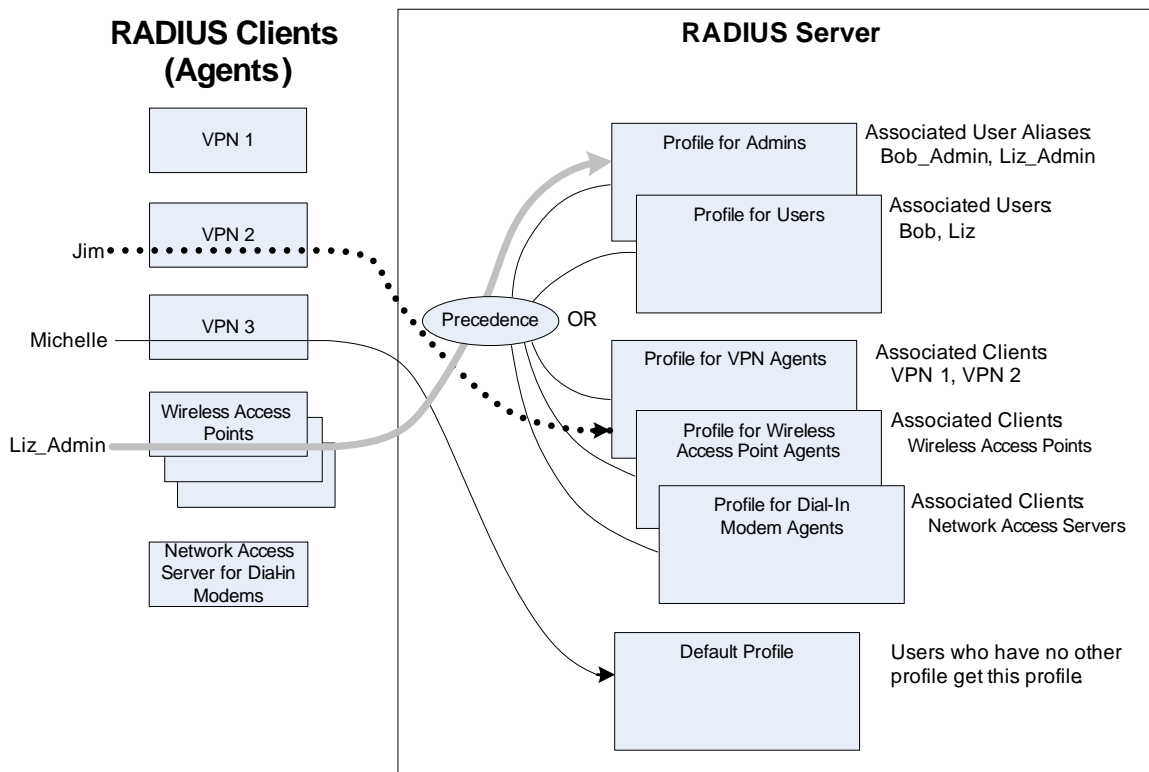 RADIUS Clients
(Agents)
RADIUS Server
VPN 1
VPN 2
Jim
VPN 3
Michelle
Wireless Access
Points
Liz_Admin
Network Access
Server for Dial-in
Modems
Precedence
OR
Profile for Admins
Associated User Aliases:
Bob_Admin, Liz_Admin
Profile for Users
Associated Users:
Bob, Liz
Profile for VPN Agents
Associated Clients
VPN 1, VPN 2
Profile for Wireless
Access Point Agents
Associated Clients
Wireless Access Points
Profile for Dial-In
Modem Agents
Associated Clients:
Network Access Servers
Default Profile
Users who have no other
profile get this profile.